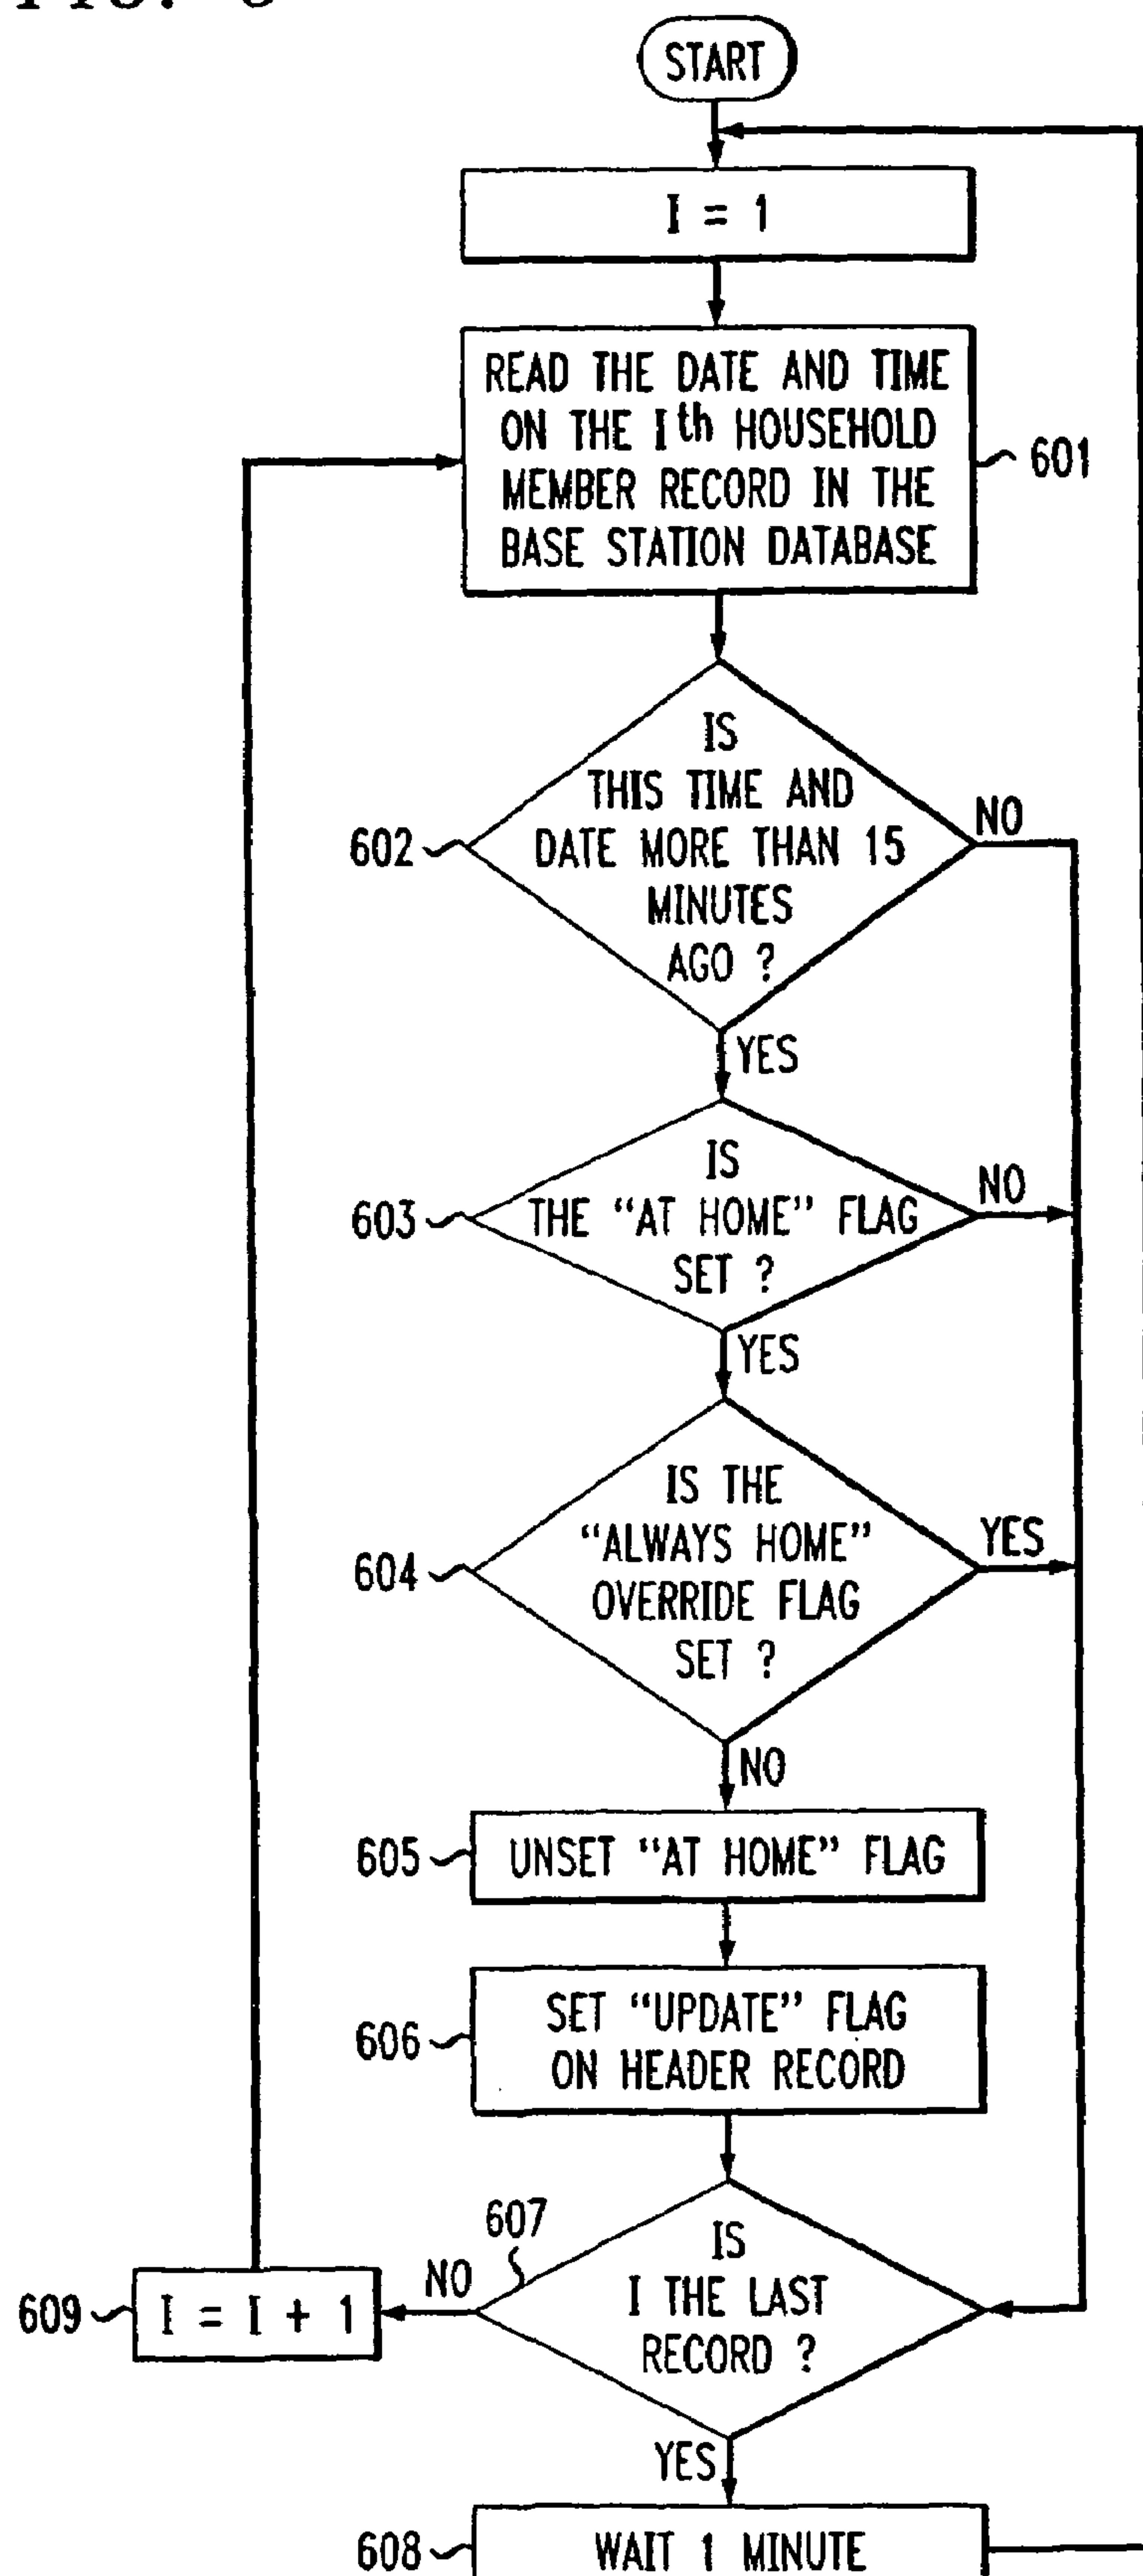 START
I = 1
READ THE DATE AND TIME
ON THE Ith HOUSEHOLD
MEMBER RECORD IN THE
BASE STATION DATABASE
601
IS
THIS TIME AND
DATE MORE THAN 15
MINUTES
AGO ?
602
NO
YES
IS
THE “AT HOME” FLAG
SET ?
603
NO
YES
IS THE
“ALWAYS HOME”
OVERRIDE FLAG
SET ?
604
YES
NO
605
UNSET “AT HOME” FLAG
606
SET “UPDATE” FLAG
ON HEADER RECORD
607
IS
I THE LAST
RECORD ?
NO
609
I = I + 1
YES
608
WAIT 1 MINUTE